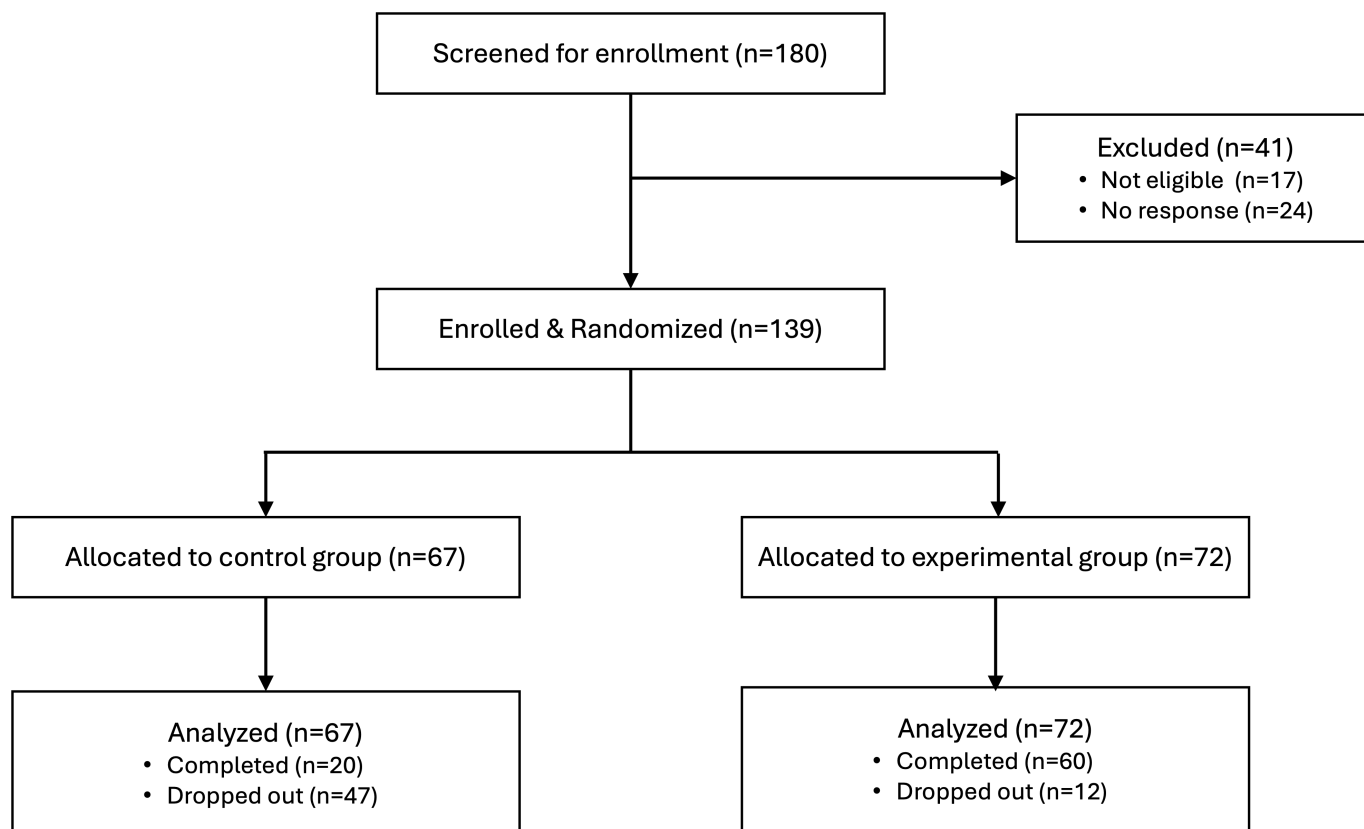 Screened for enrollment (n=180)
Excluded (n=41)
• Not eligible  (n=17)
• No response (n=24)
Enrolled & Randomized (n=139)
Allocated to control group (n=67)
Allocated to experimental group (n=72)
Analyzed (n=67)
• Completed (n=20)
• Dropped out (n=47)
Analyzed (n=72)
• Completed (n=60)
• Dropped out (n=12)